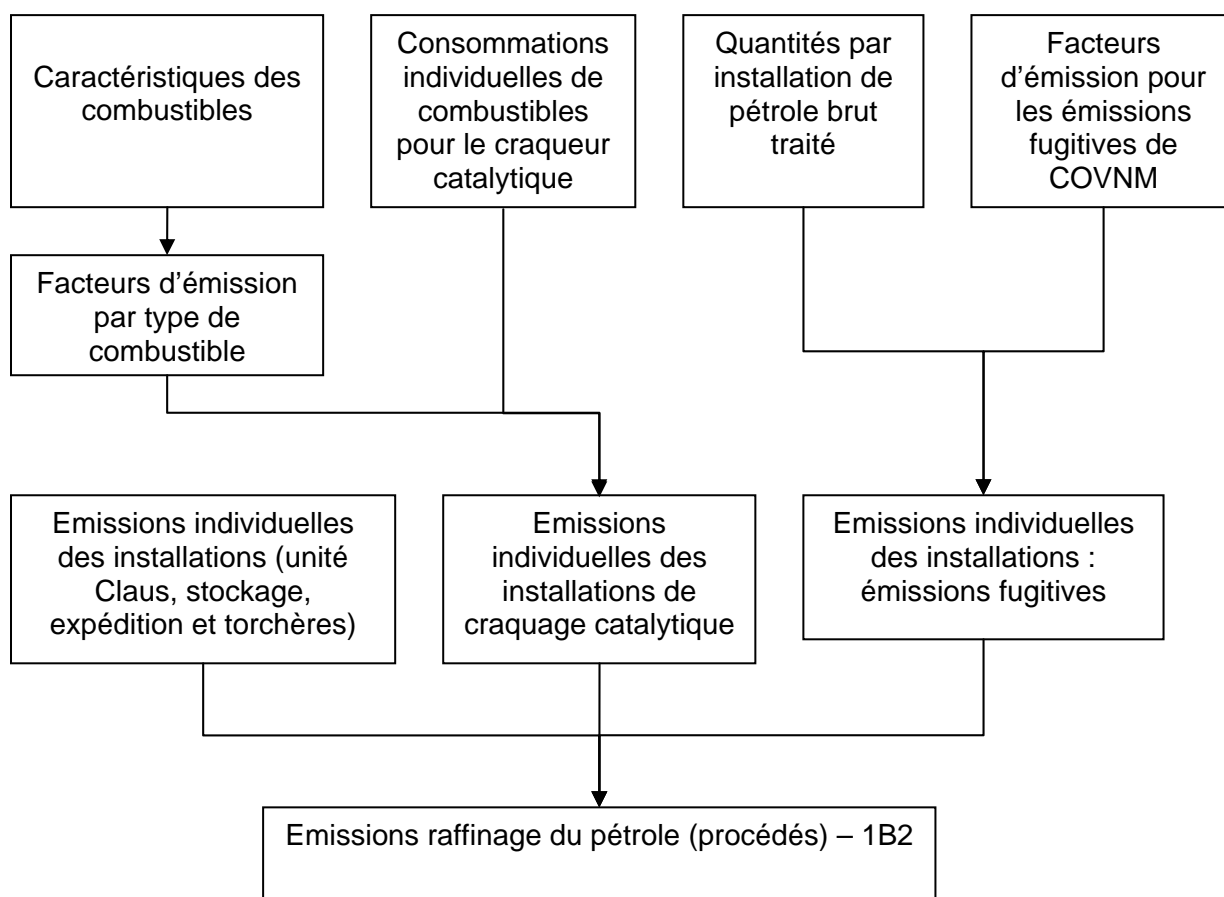 Caractéristiques des
combustibles
Consommations
individuelles de
combustibles
pour le craqueur
catalytique
Quantités par
installation de
pétrole brut
traité
Facteurs
d’émission pour
les émissions
fugitives de
COVNM
Facteurs d’émission
par type de
combustible
Emissions individuelles
des installations (unité
Claus, stockage,
expédition et torchères)
Emissions
individuelles des
installations de
craquage catalytique
Emissions individuelles
des installations :
émissions fugitives
Emissions raffinage du pétrole (procédés) – 1B2